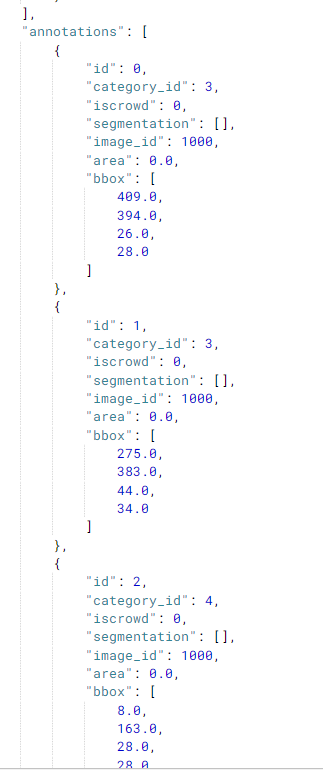 ],
"annotations": [
{
"id": 0,
"category_id": 3,
"iscrowd": 0,
"segmentation": [],
"image_id": 1000,
"area": 0.0,
"bbox": [
409.0,
394.0,
26.0,
28.0
]
},
{
"id": 1,
"category_id": 3,
"iscrowd": 0,
"segmentation": [],
"image_id": 1000,
"area": 0.0,
"bbox": [
275.0,
383.0,
44.0,
34.0
]
},
{
"id": 2,
"category_id": 4,
"iscrowd": 0,
"segmentation": [],
"image_id": 1000,
"area": 0.0,
"bbox": [
8.0,
163.0,
28.0,
28.0